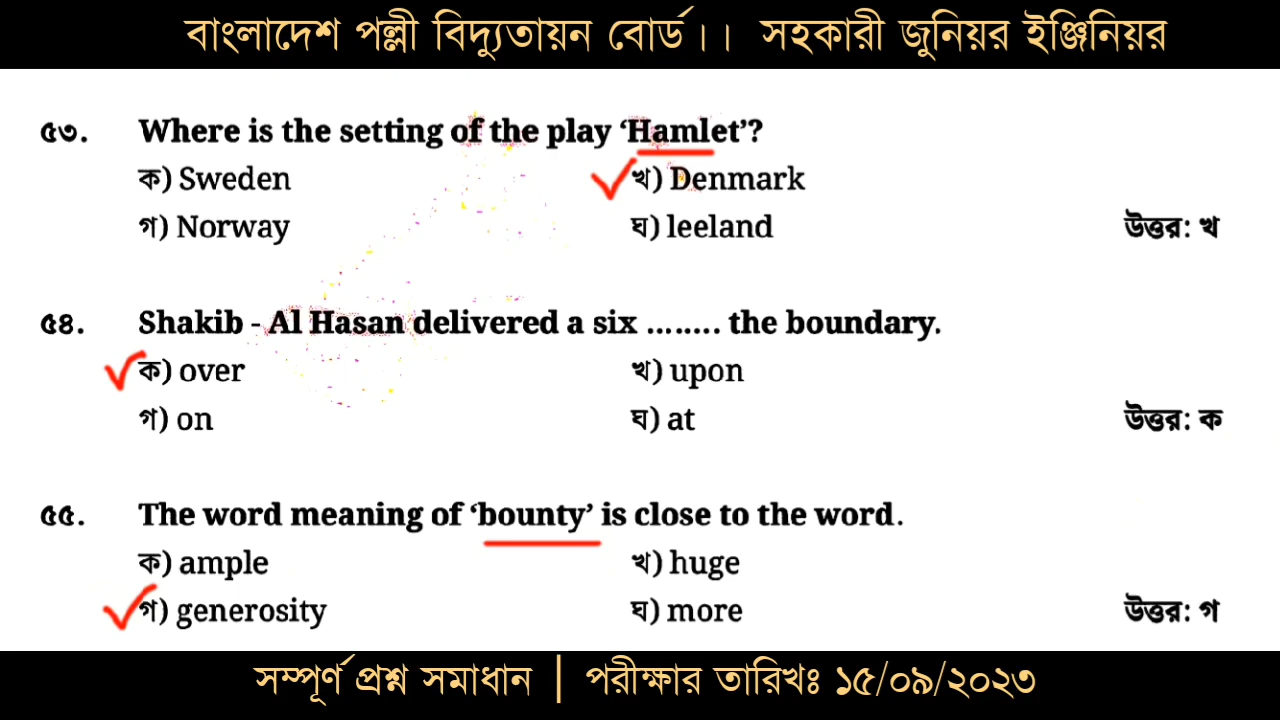 বাংলাদেশ পল্লী বিদ্যুতায়ন বোর্ড।। সহকারী জুনিয়র ইঞ্জিনিয়র
৫৩. Where is the setting of the play ‘Hamlet’?
ক) Sweden খ) Denmark
গ) Norway ঘ) leeland উত্তর: খ
৫৪. Shakib - Al Hasan delivered a six ........ the boundary.
ক) over খ) upon
গ) on ঘ) at উত্তর: ক
৫৫. The word meaning of ‘bounty’ is close to the word.
ক) ample খ) huge
গ) generosity ঘ) more উত্তর: গ
সম্পূর্ণ প্রশ্ন সমাধান | পরীক্ষার তারিখঃ ১৫/০৯/২০২৩